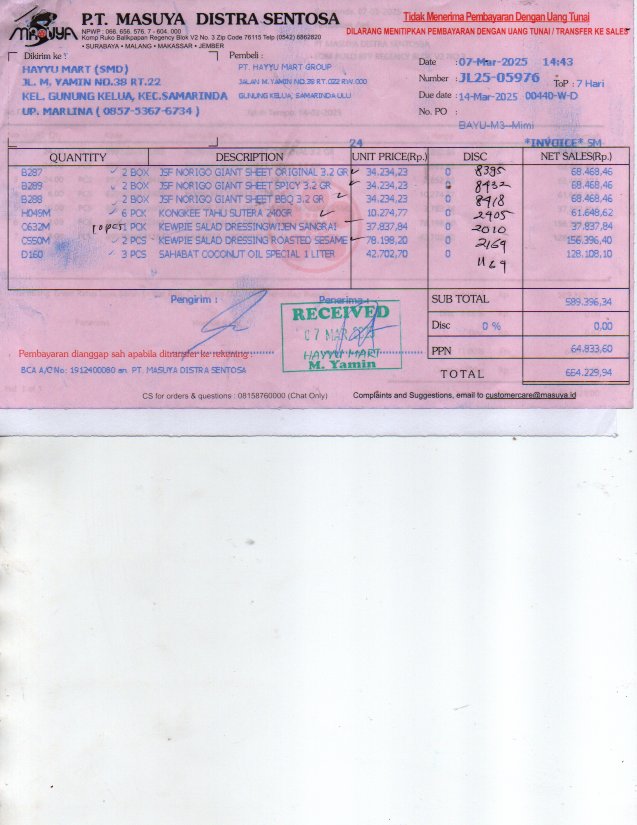 MASUYA
P.T. MASUYA DISTRA SENTOSA
NPWP : 066. 656. 576. 7 - 604. 000
Komp Ruko Balikpapan Regency Blok V2 No. 3 Zip Code 76115 Telp (0542) 8862820
• SURABAYA • MALANG • MAKASSAR • JEMBER
Tidak Menerima Pembayaran Dengan Uang Tunai
DILARANG MENITIPKAN PEMBAYARAN DENGAN UANG TUNAI / TRANSFER KE SALES
Dikirim ke :
HAYYU MART (SMD)
JL. M. YAMIN NO.38 RT.22
KEL. GUNUNG KELUA, KEC.SAMARINDA
UP. MARLINA ( 0857-5367-6734 )
Pembeli :
PT. HAYYU MART GROUP
JALAN M. YAMIN NO.38 RT.022 RW.000
GUNUNG KELUA, SAMARINDA ULU
Date : 07-Mar-2025 14:43
Number : JL25-05976 ToP : 7 Hari
Due date : 14-Mar-2025 00440-W-D
No. PO :
BAYU-M3--Mimi
24 *INVOICE* SM
QUANTITY DESCRIPTION UNIT PRICE(Rp.) DISC NET SALES(Rp.)
B287 2 BOX JSF NORIGO GIANT SHEET ORIGINAL 3.2 GR 34.234,23 0 8395 68.468,46
B289 2 BOX JSF NORIGO GIANT SHEET SPICY 3.2 GR 34.234,23 0 8432 68.468,46
B288 2 BOX JSF NORIGO GIANT SHEET BBQ 3.2 GR 34.234,23 0 8418 68.468,46
H049M 6 PCK KONGKEE TAHU SUTERA 240GR 10.274,77 0 2405 61.648,62
C632M 10 pcs 1 PCK KEWPIE SALAD DRESSINGWIJEN SANGRAI 37.837,84 0 2010 37.837,84
C550M 2 PCS KEWPIE SALAD DRESSING ROASTED SESAME 78.198,20 0 2169 156.396,40
D160 3 PCS SAHABAT COCONUT OIL SPECIAL 1 LITER 42.702,70 0 1169 128.108,10
Pengirim :
Penerima :
RECEIVED
07 MAR 2025
HAYYU MART
M. Yamin
SUB TOTAL 589.396,34
Disc 0 % 0,00
PPN 64.833,60
TOTAL 654.229,94
Pembayaran dianggap sah apabila ditransfer ke rekening :
BCA A/C No: 1912400080 an. PT. MASUYA DISTRA SENTOSA
CS for orders & questions : 08158760000 (Chat Only)
Complaints and Suggestions, email to customercare@masuya.id